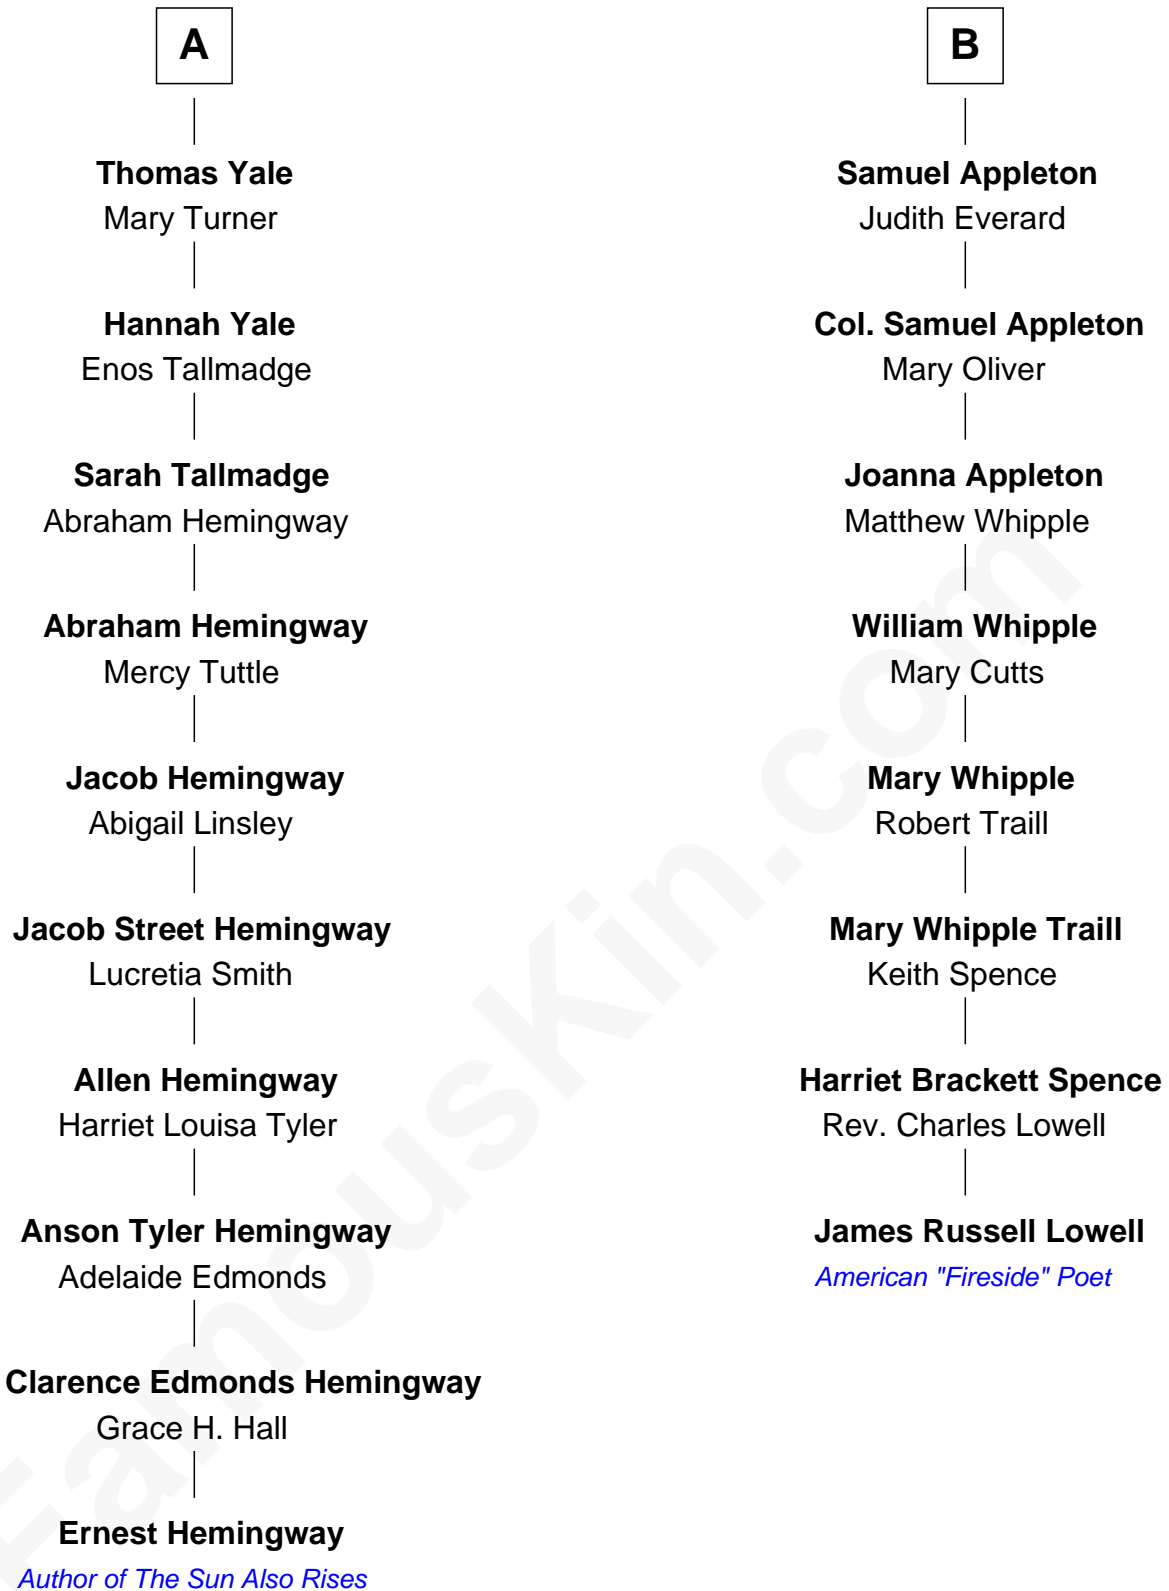 A
Thomas Yale
Mary Turner
Hannah Yale
Enos Tallmadge
Sarah Tallmadge
Abraham Hemingway
Abraham Hemingway
Mercy Tuttle
Jacob Hemingway
Abigail Linsley
Jacob Street Hemingway
Lucretia Smith
Allen Hemingway
Harriet Louisa Tyler
Anson Tyler Hemingway
Adelaide Edmonds
Clarence Edmonds Hemingway
Grace H. Hall
Ernest Hemingway
Author of The Sun Also Rises
B
Samuel Appleton
Judith Everard
Col. Samuel Appleton
Mary Oliver
Joanna Appleton
Matthew Whipple
William Whipple
Mary Cutts
Mary Whipple
Robert Traill
Mary Whipple Traill
Keith Spence
Harriet Brackett Spence
Rev. Charles Lowell
James Russell Lowell
American "Fireside" Poet
FamousKin.com